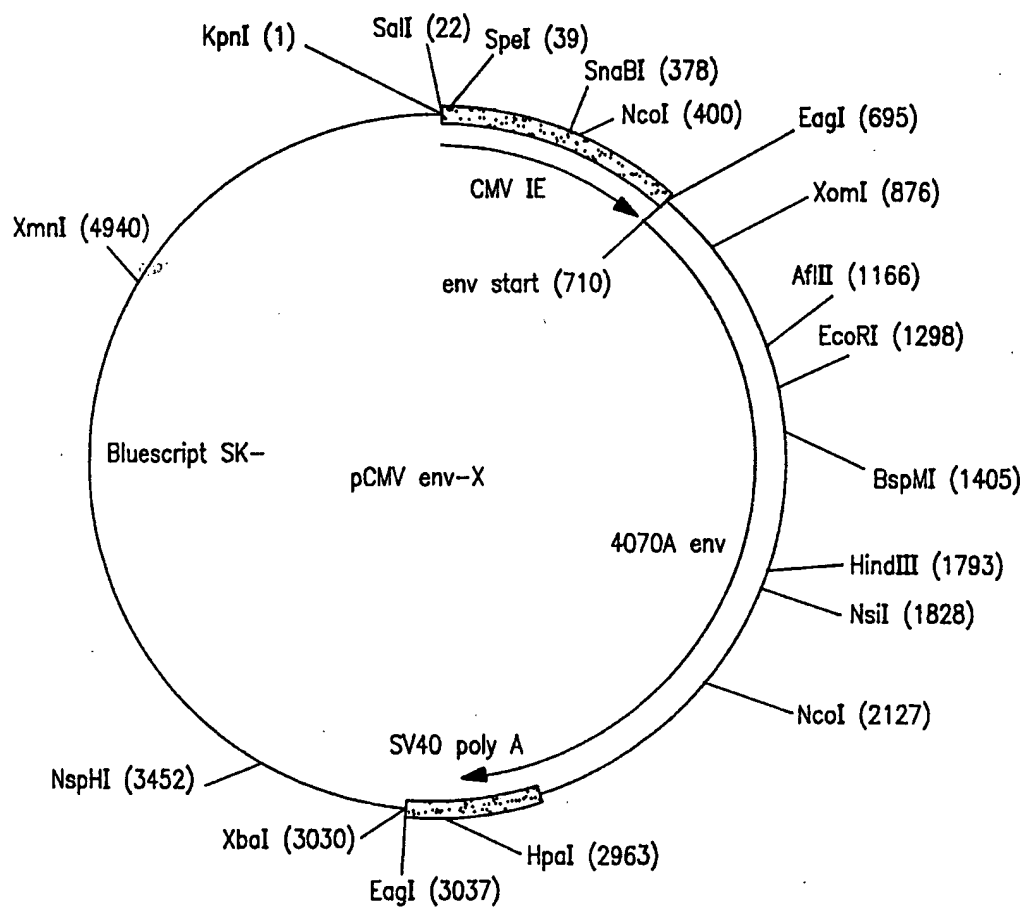 KpnI (1)
SalI (22)
SpeI (39)
SnaBI (378)
NcoI (400)
EagI (695)
XomI (876)
CMV IE
env start (710)
AflII (1166)
EcoRI (1298)
BspMI (1405)
XmnI (4940)
Bluescript SK-
pCMV env-X
4070A env
HindIII (1793)
NsiI (1828)
NcoI (2127)
SV40 poly A
NspHI (3452)
XbaI (3030)
EagI (3037)
HpaI (2963)